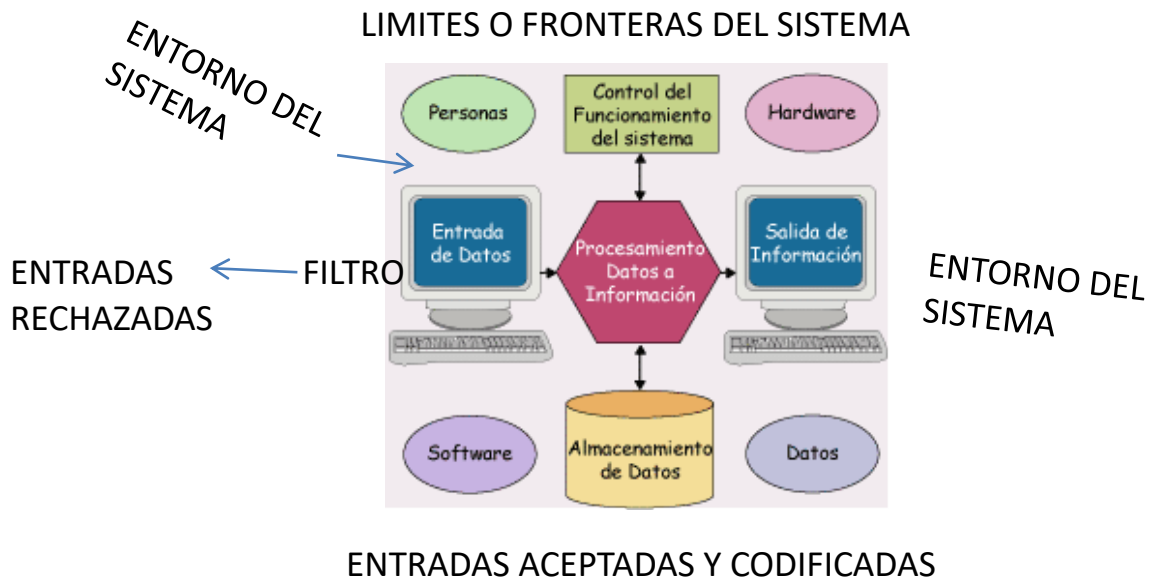 LIMITES O FRONTERAS DEL SISTEMA
ENTORNO DEL
SISTEMA
Personas
Control del
Funcionamiento
del sistema
Hardware
Entrada
de Datos
Procesamiento
Datos a
Información
Salida de
Información
ENTRADAS
RECHAZADAS
FILTRO
ENTORNO DEL
SISTEMA
Software
Almacenamiento
de Datos
Datos
ENTRADAS ACEPTADAS Y CODIFICADAS